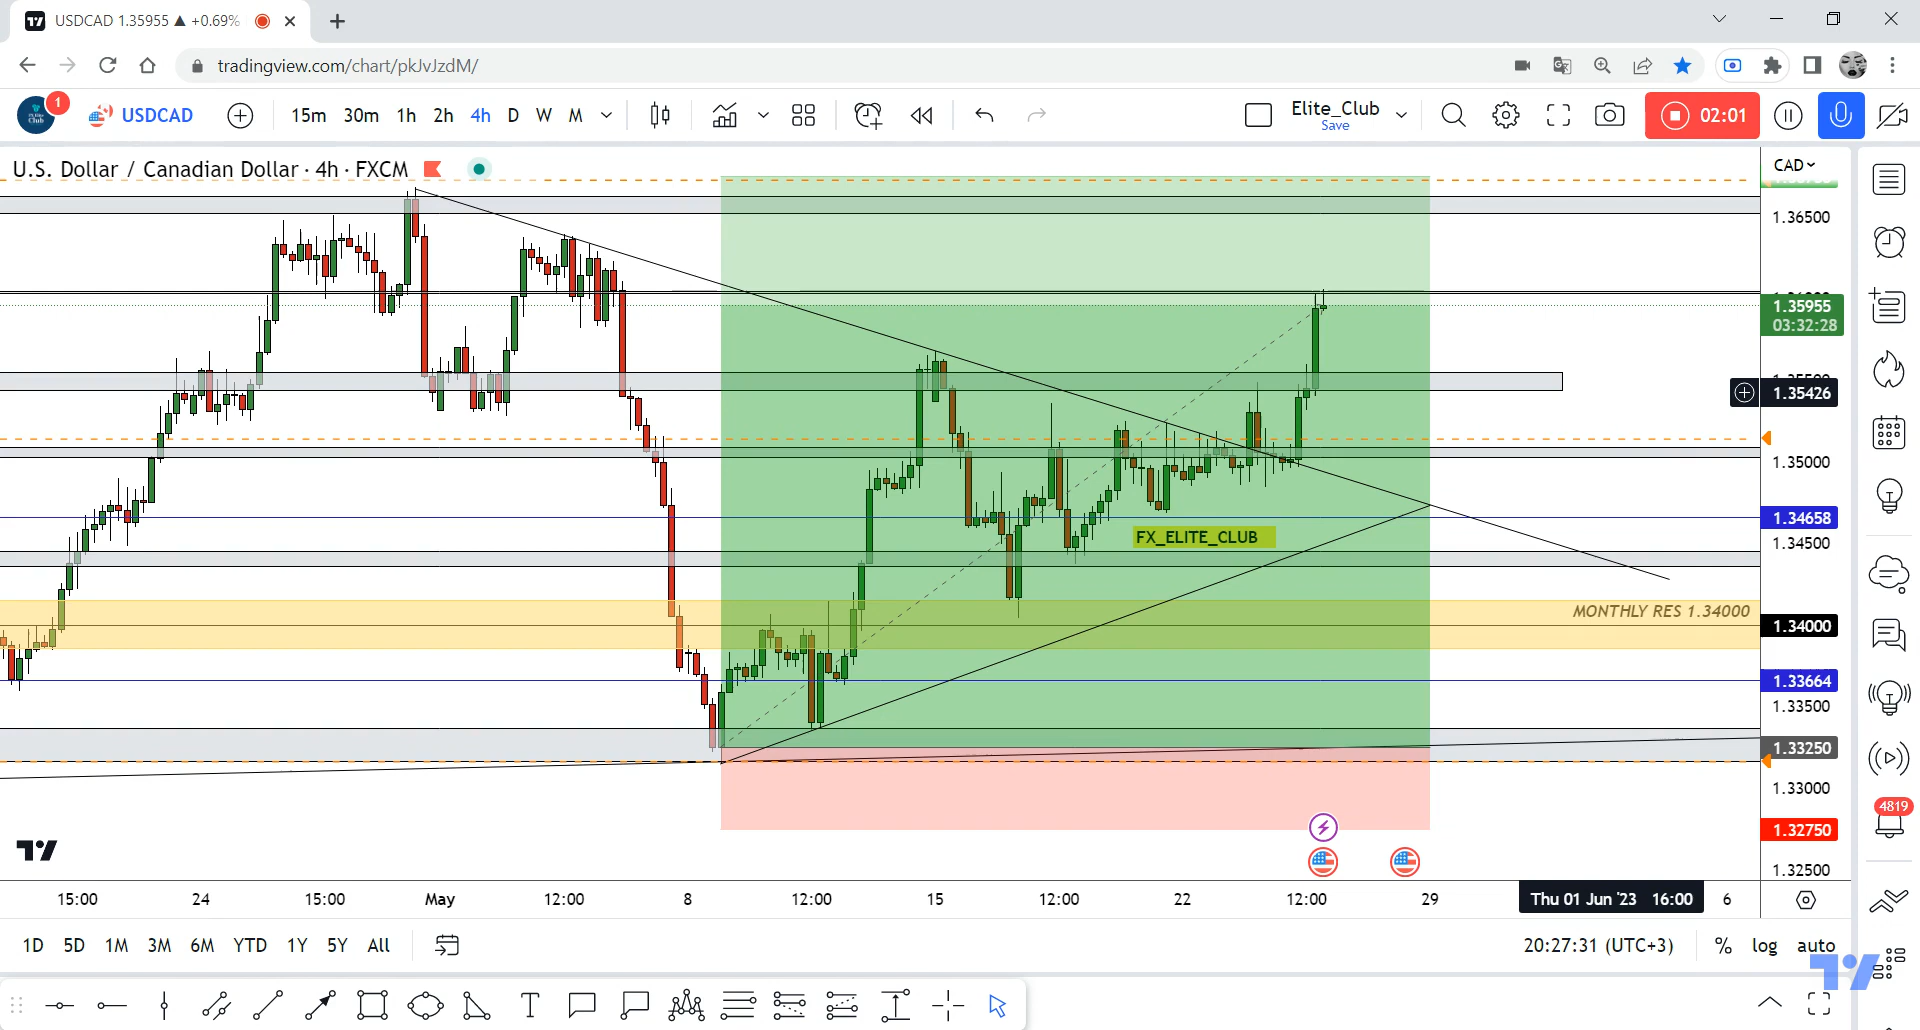 USDCAD 1.35955 ▲ +0.69%
tradingview.com/chart/pkJvJzdM/
1
USDCAD
15m 30m 1h 2h 4h D W M
Elite_Club
Save
02:01
U.S. Dollar / Canadian Dollar · 4h · FXCM
CAD
1.36500
1.35955
03:32:28
1.35426
1.35000
1.34658
FX_ELITE_CLUB
1.34500
MONTHLY RES 1.34000
1.34000
1.33664
1.33500
1.33250
1.33000
4819
1.32750
1.32500
15:00 24 15:00 May 12:00 8 12:00 15 12:00 22 12:00 29 Thu 01 Jun '23 16:00 6
1D 5D 1M 3M 6M YTD 1Y 5Y All
20:27:31 (UTC+3) % log auto
T